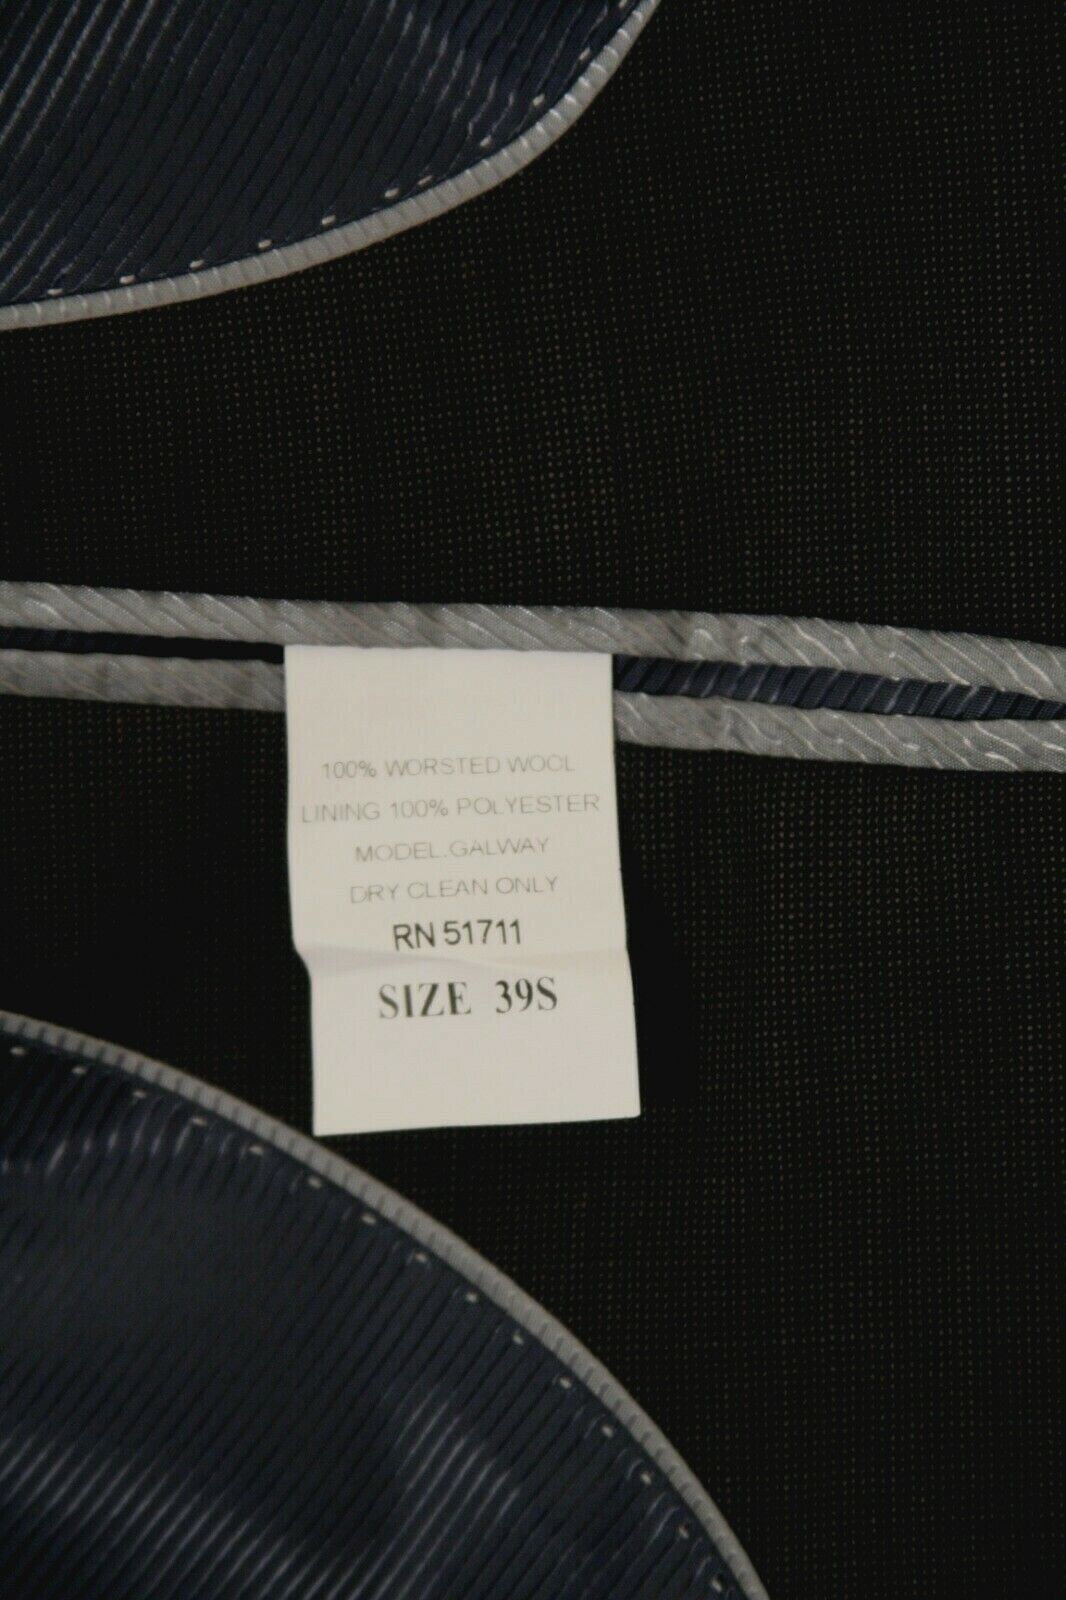 100% WORSTED WOOL
LINING 100% POLYESTER
MODEL.GALWAY
DRY CLEAN ONLY
RN 51711
SIZE 39S